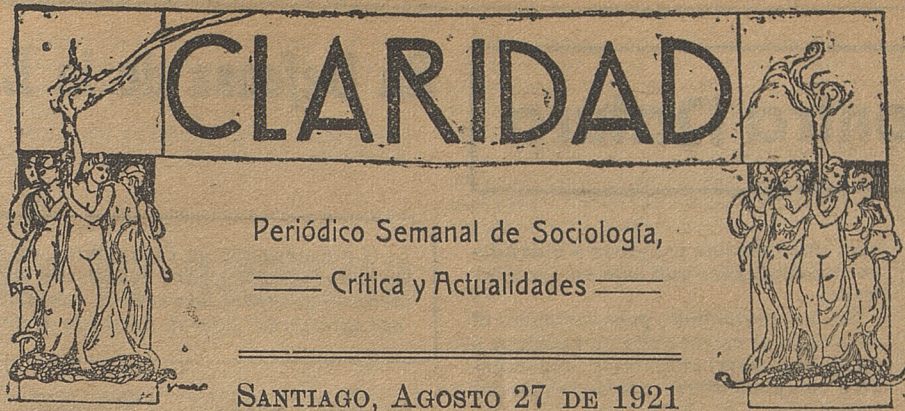 CLARIDAD
Periódico Semanal de Sociología,
Crítica y Actualidades
SANTIAGO, AGOSTO 27 DE 1921